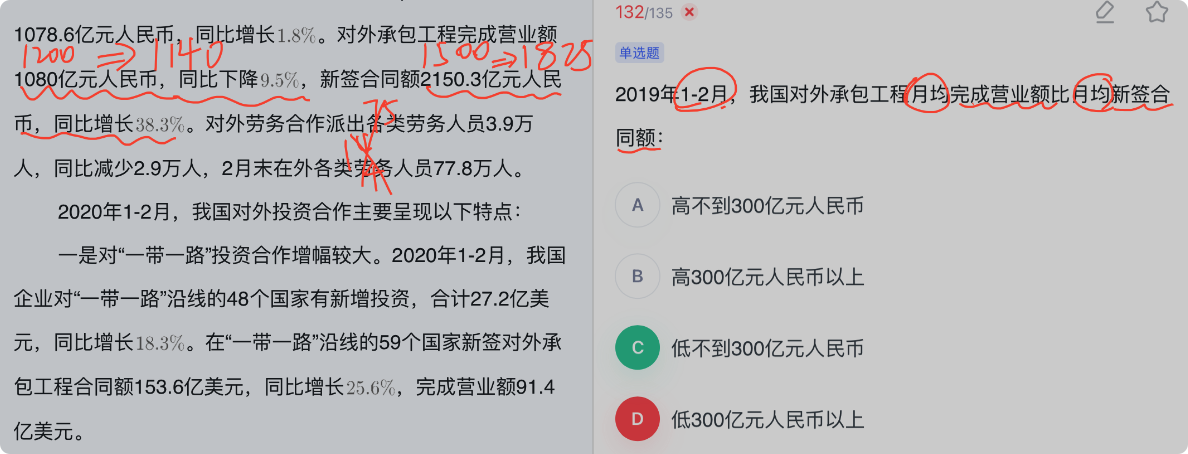 1078.6亿元人民币，同比增长1.8%。对外承包工程完成营业额
1200 ⇒ 1140
1500 ⇒ 1825
1080亿元人民币，同比下降9.5%，新签合同额2150.3亿元人民
币，同比增长38.3%。对外劳务合作派出各类劳务人员3.9万
人，同比减少2.9万人，2月末在外各类劳务人员77.8万人。
2020年1-2月，我国对外投资合作主要呈现以下特点：
一是对“一带一路”投资合作增幅较大。2020年1-2月，我国
企业对“一带一路”沿线的48个国家有新增投资，合计27.2亿美
元，同比增长18.3%。在“一带一路”沿线的59个国家新签对外承
包工程合同额153.6亿美元，同比增长25.6%，完成营业额91.4
亿美元。
132/135
单选题
2019年1-2月，我国对外承包工程月均完成营业额比月均新签合
同额：
A 高不到300亿元人民币
B 高300亿元人民币以上
C 低不到300亿元人民币
D 低300亿元人民币以上